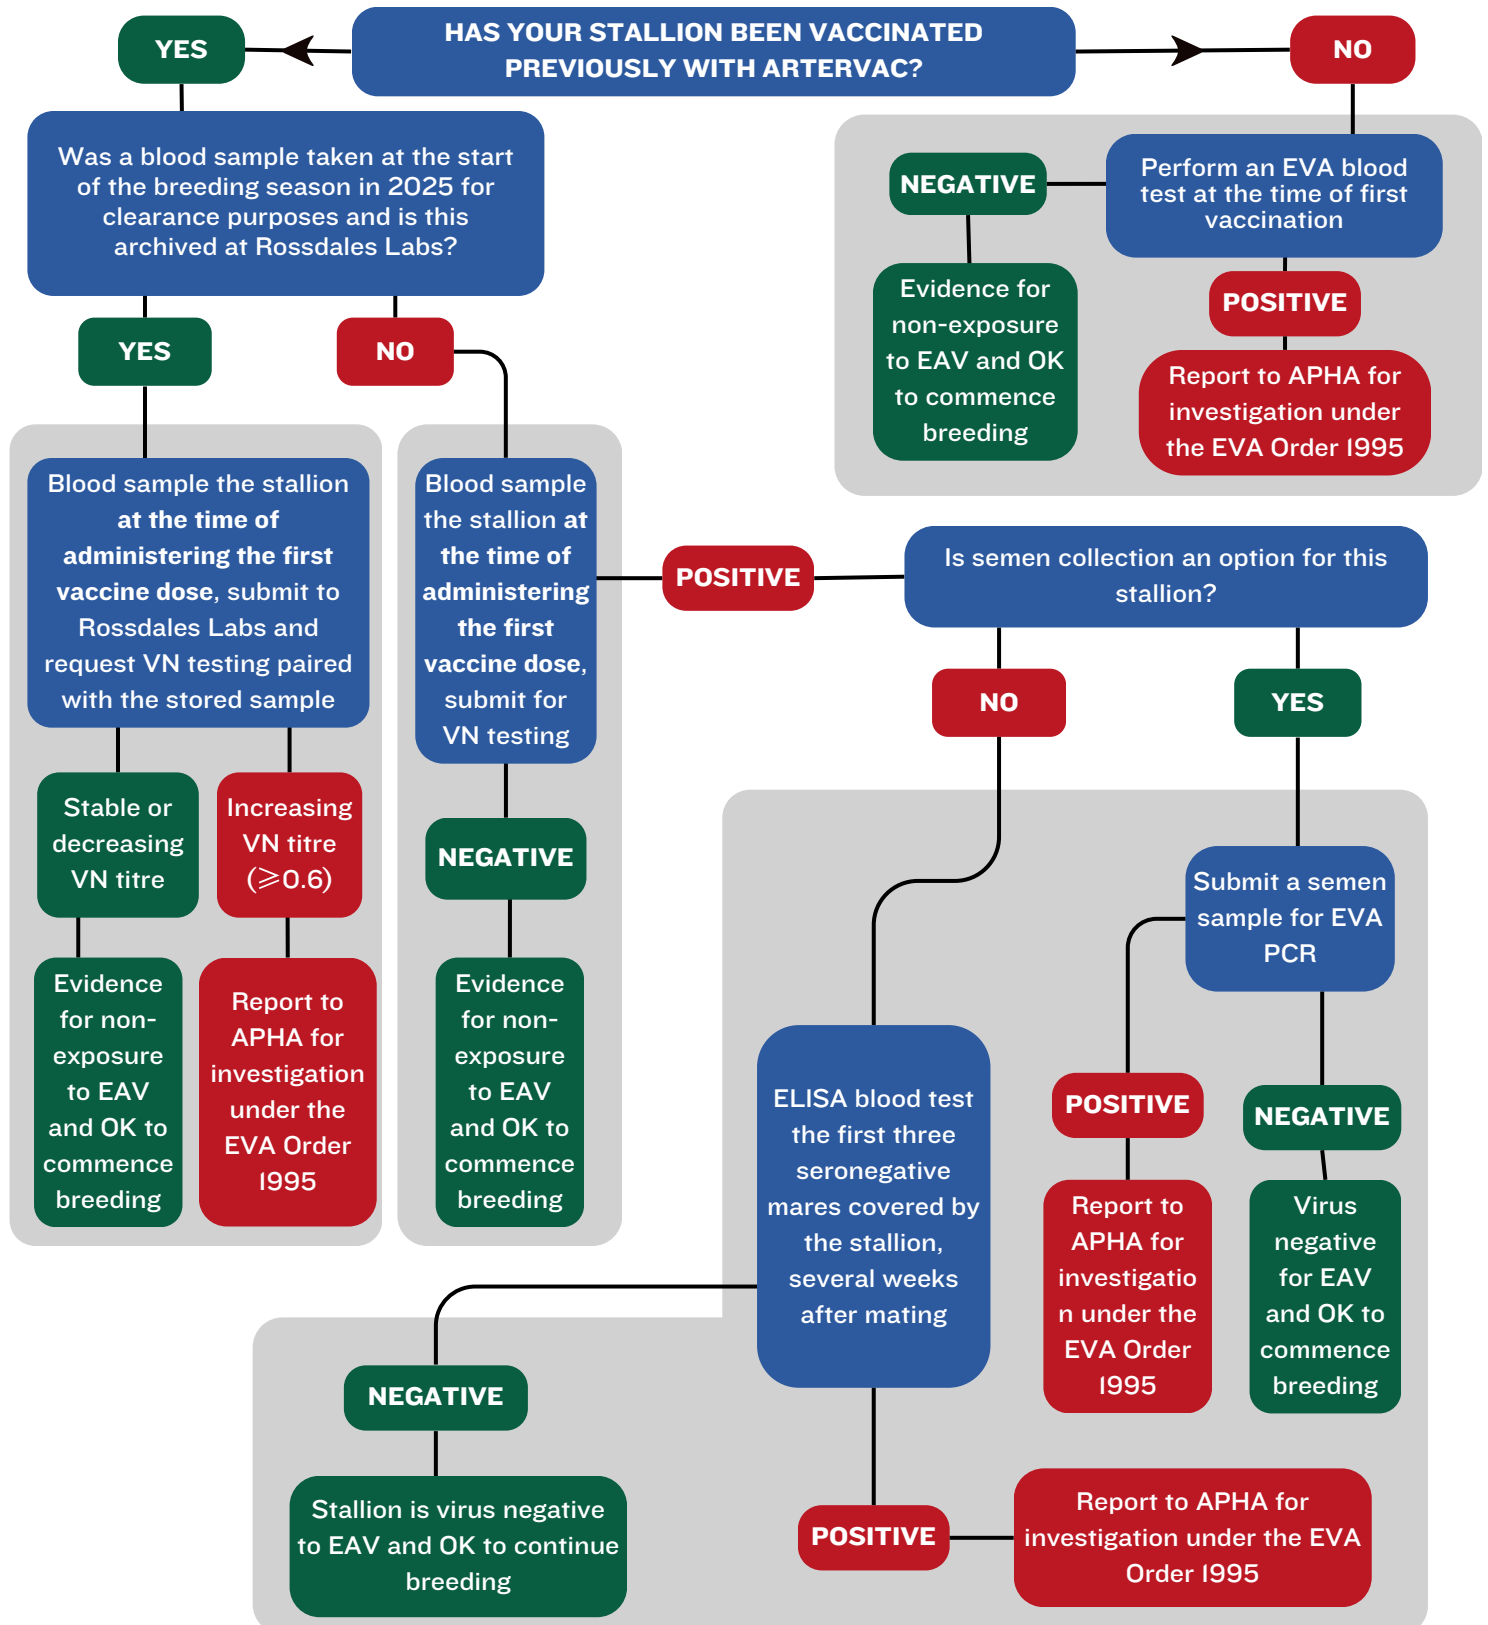 HAS YOUR STALLION BEEN VACCINATED
PREVIOUSLY WITH ARTERVAC?
YES
NO
Was a blood sample taken at the start
of the breeding season in 2025 for
clearance purposes and is this
archived at Rossdales Labs?
YES
NO
Blood sample the stallion
at the time of
administering the first
vaccine dose, submit to
Rossdales Labs and
request VN testing paired
with the stored sample
Stable or
decreasing
VN titre
Increasing
VN titre
(⩾0.6)
Evidence
for non-
exposure
to EAV
and OK to
commence
breeding
Report to
APHA for
investigation
under the
EVA Order
1995
Blood sample
the stallion at
the time of
administering
the first
vaccine dose,
submit for
VN testing
NEGATIVE
Evidence
for non-
exposure
to EAV
and OK to
commence
breeding
Perform an EVA blood
test at the time of first
vaccination
NEGATIVE
Evidence for
non-exposure
to EAV and OK
to commence
breeding
POSITIVE
Report to APHA for
investigation under
the EVA Order 1995
POSITIVE
Is semen collection an option for this
stallion?
NO
YES
Submit a semen
sample for EVA
PCR
POSITIVE
NEGATIVE
Report to
APHA for
investigatio
n under the
EVA Order
1995
Virus
negative
for EAV
and OK to
commence
breeding
ELISA blood test
the first three
seronegative
mares covered by
the stallion,
several weeks
after mating
NEGATIVE
Stallion is virus negative
to EAV and OK to continue
breeding
POSITIVE
Report to APHA for
investigation under the EVA
Order 1995